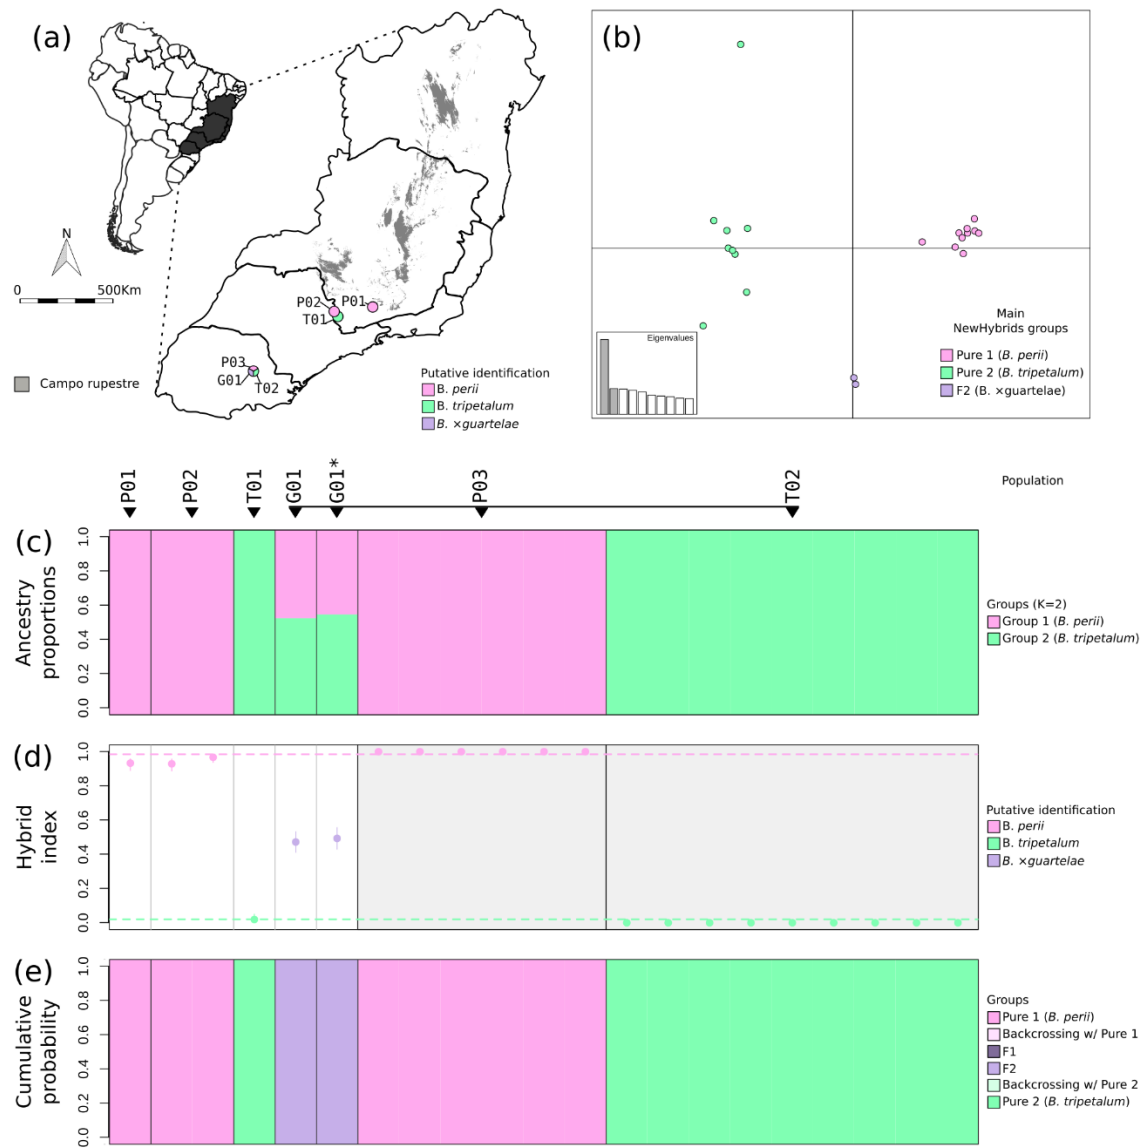 (a)
N
0 500Km
Campo rupestre
P02
P01
T01
P03
G01
T02
Putative identification
B. perii
B. tripetalum
B. ×guartelae
(b)
Eigenvalues
Main
NewHybrids groups
Pure 1 (B. perii)
Pure 2 (B. tripetalum)
F2 (B. ×guartelae)
P01
P02
T01
G01
G01*
P03
T02
Population
(c)
Ancestry
proportions
1.0
0.8
0.6
0.4
0.2
0.0
Groups (K=2)
Group 1 (B. perii)
Group 2 (B. tripetalum)
(d)
Hybrid
index
1.0
0.8
0.6
0.4
0.2
0.0
Putative identification
B. perii
B. tripetalum
B. ×guartelae
(e)
Cumulative
probability
1.0
0.8
0.6
0.4
0.2
0.0
Groups
Pure 1 (B. perii)
Backcrossing w/ Pure 1
F1
F2
Backcrossing w/ Pure 2
Pure 2 (B. tripetalum)